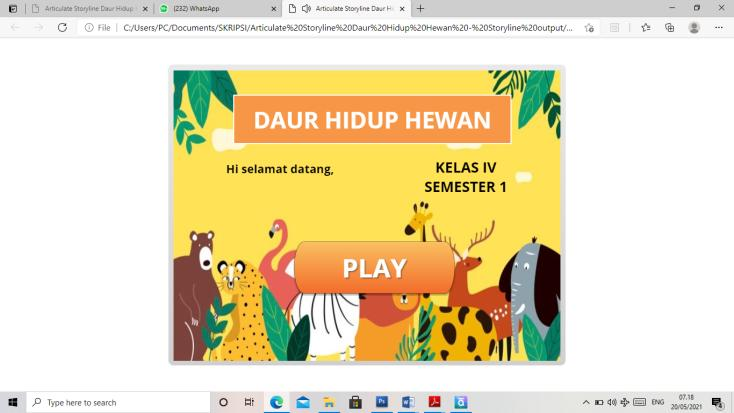 Articulate Storyline Daur Hidup
(232) WhatsApp
Articulate Storyline Daur Hi
File
C:/Users/PC/Documents/SKRIPSI/Articulate%20Storyline%20Daur%20Hidup%20Hewan%20-%20Storyline%20output/...
DAUR HIDUP HEWAN
Hi selamat datang,
KELAS IV
SEMESTER 1
PLAY
Type here to search
ENG
07.18
20/05/2021